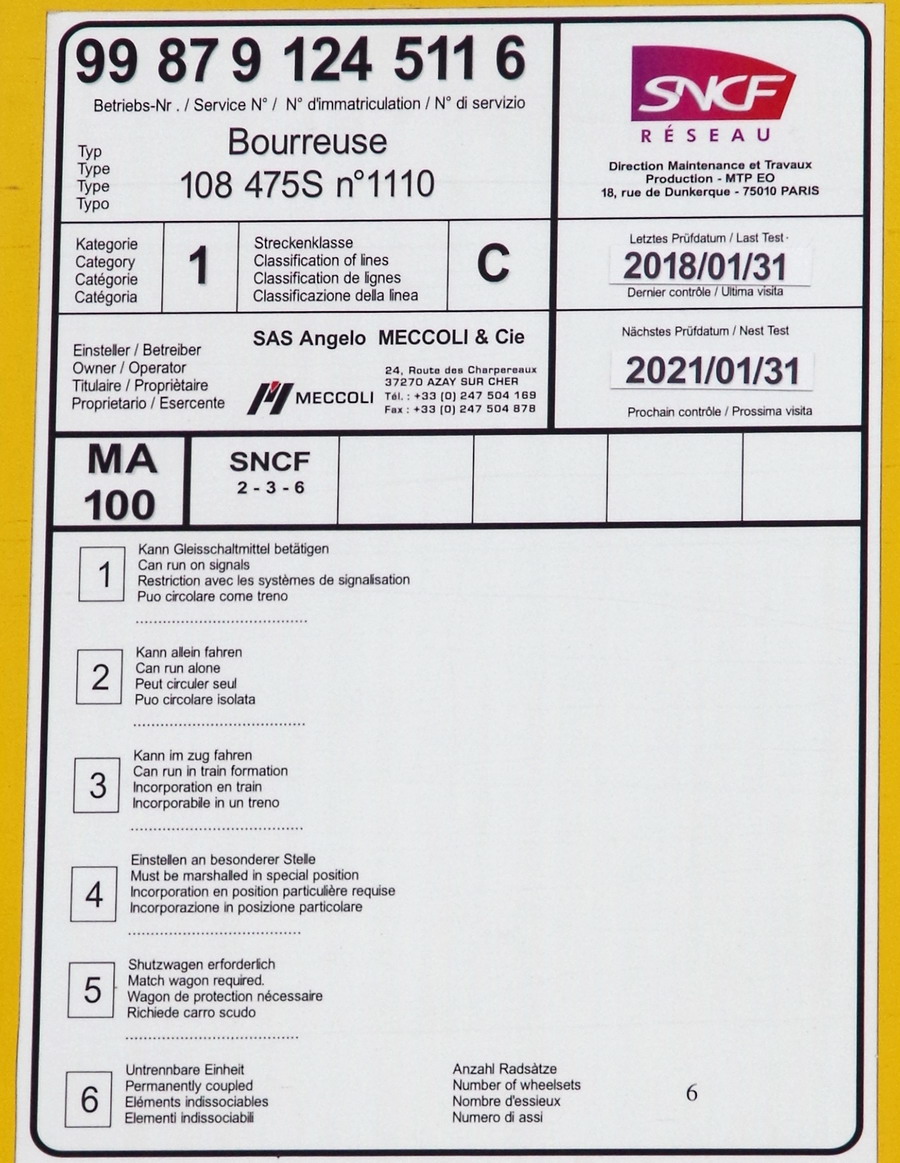 99 87 9 124 511 6
Betriebs-Nr . / Service N° / N° d'immatriculation / N° di servizio
Typ
Type
Type
Typo
Bourreuse
108 475S n°1110
SNCF
RÉSEAU
Direction Maintenance et Travaux
Production - MTP EO
18, rue de Dunkerque - 75010 PARIS
Kategorie
Category
Catégorie
Catégoria
1
Streckenklasse
Classification of lines
Classification de lignes
Classificazione della linea
C
Letztes Prüfdatum / Last Test
2018/01/31
Dernier contrôle / Ultima visita
Einsteller / Betreiber
Owner / Operator
Titulaire / Propriètaire
Proprietario / Esercente
SAS Angelo MECCOLI & Cie
MECCOLI
24, Route des Charpereaux
37270 AZAY SUR CHER
Tél. : +33 (0) 247 504 169
Fax : +33 (0) 247 504 878
Nächstes Prüfdatum / Nest Test
2021/01/31
Prochain contrôle / Prossima visita
MA
100
SNCF
2 - 3 - 6
1
Kann Gleisschaltmittel betätigen
Can run on signals
Restriction avec les systèmes de signalisation
Puo circolare come treno
2
Kann allein fahren
Can run alone
Peut circuler seul
Puo circolare isolata
3
Kann im zug fahren
Can run in train formation
Incorporation en train
Incorporabile in un treno
4
Einstellen an besonderer Stelle
Must be marshalled in special position
Incorporation en position particulière requise
Incorporazione in posizione particolare
5
Shutzwagen erforderlich
Match wagon required.
Wagon de protection nécessaire
Richiede carro scudo
6
Untrennbare Einheit
Permanently coupled
Eléments indissociables
Elementi indissociabili
Anzahl Radsàtze
Number of wheelsets
Nombre d'essieux
Numero di assi
6